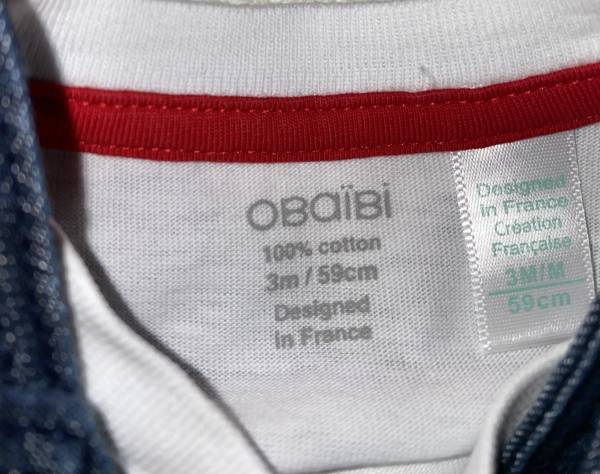 OBaïBi
100% cotton
3m / 59cm
Designed
in France
Designed
in France
Création
Française
3M/M
59cm